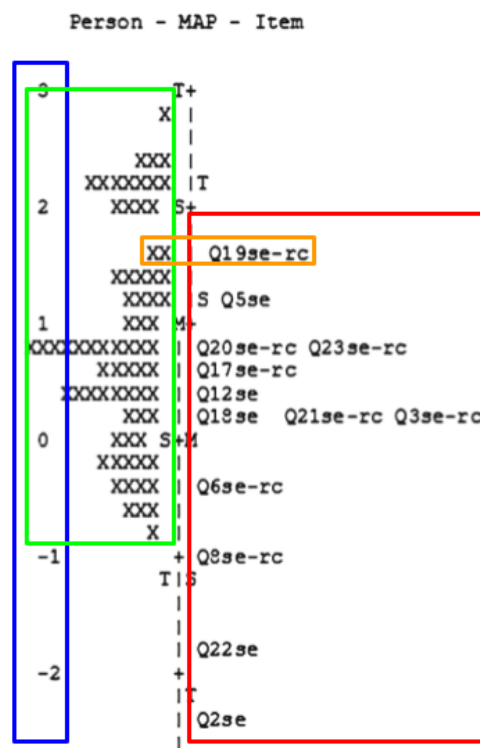 Person - MAP - Item
3 T+
X |
|
XXX |
XXXXXXX |T
2 XXXX S+
|
XX Q19se-rc
XXXXX |
XXXX |S Q5se
1 XXX M+
XXXXXXXXXXX | Q20se-rc Q23se-rc
XXXXX | Q17se-rc
XXXXXXXX | Q12se
XXX | Q18se Q21se-rc Q3se-rc
0 XXX S+M
XXXXX |
XXXX | Q6se-rc
XXX |
X |
-1 + Q8se-rc
T|S
|
|
| Q22se
-2 +
|T
| Q2se
|